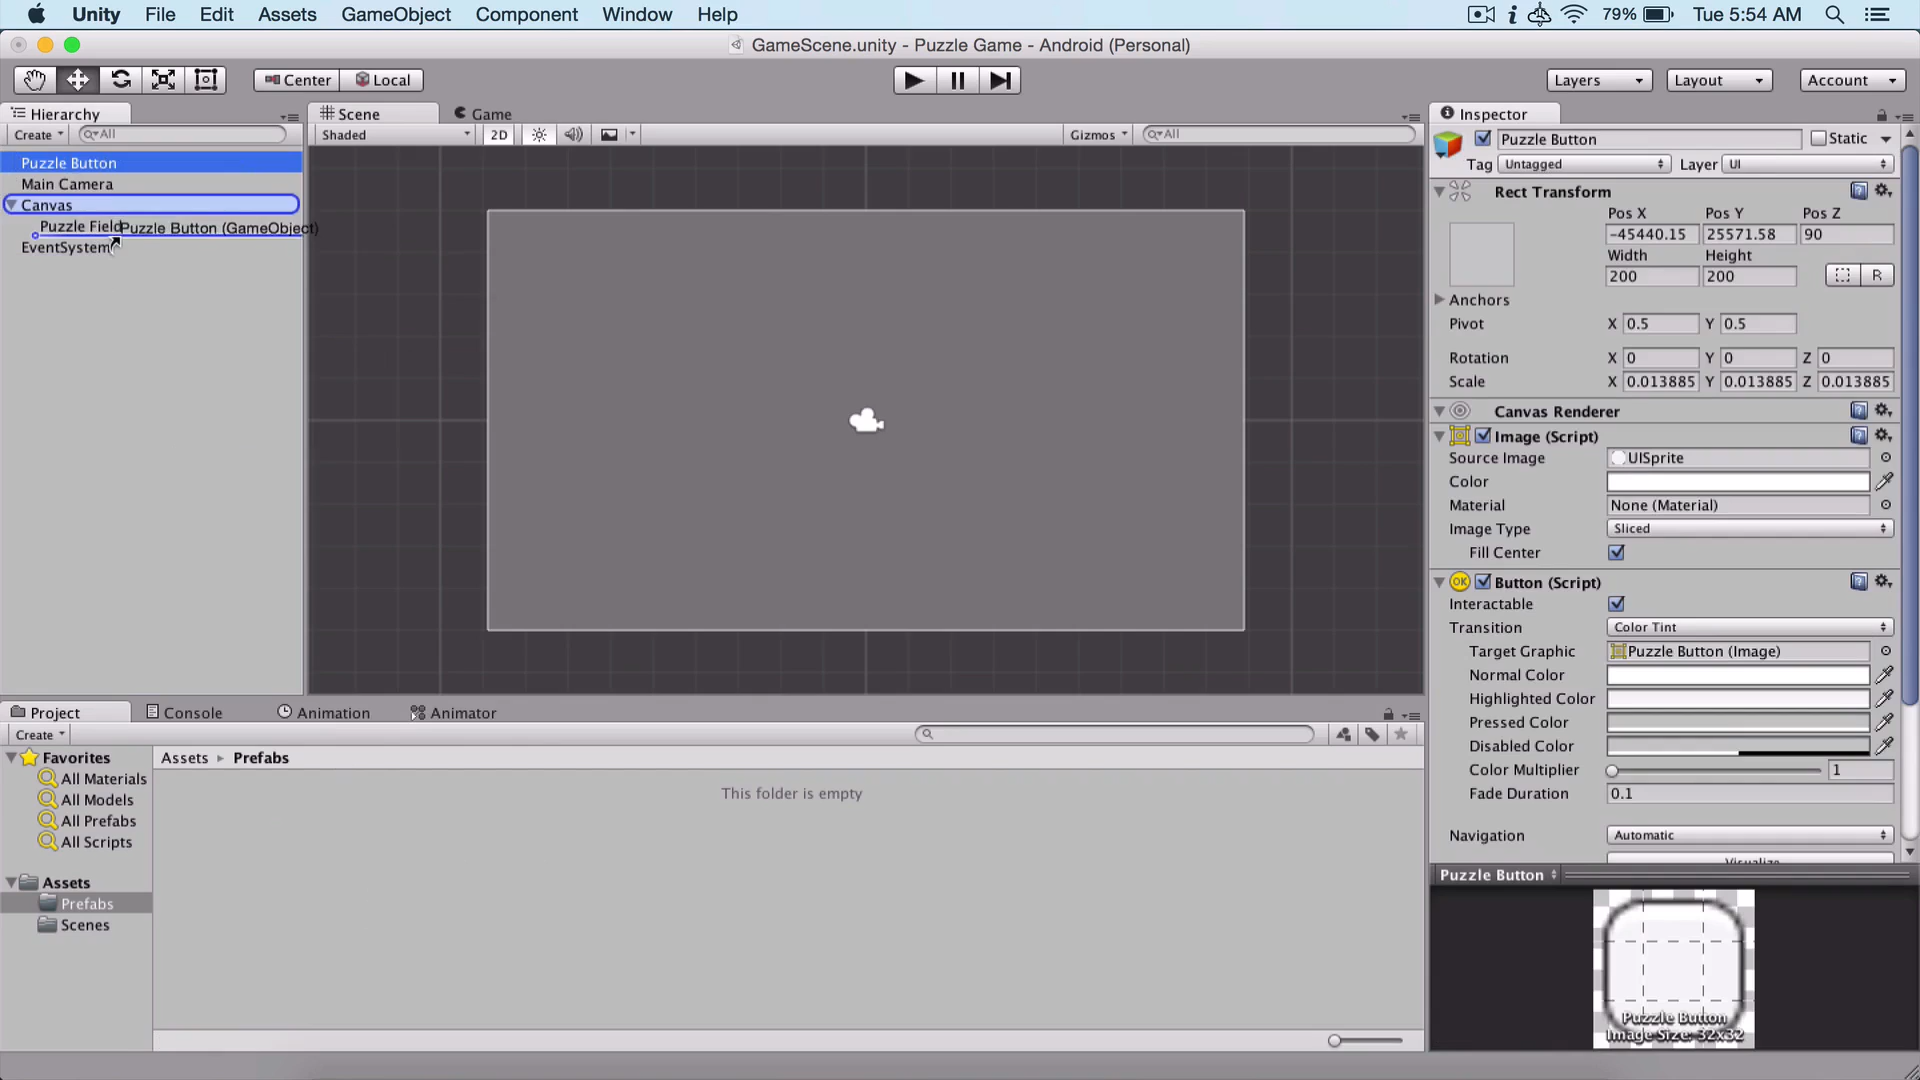 Unity File Edit Assets GameObject Component Window Help 79% Tue 5:54 AM
GameScene.unity - Puzzle Game - Android (Personal)
Center Local Layers Layout Account
Hierarchy
Create All
Puzzle Button
Main Camera
Canvas
Puzzle Field
Puzzle Button (GameObject)
EventSystem
Scene Game
Shaded 2D Gizmos All
Inspector
Puzzle Button Static
Tag Untagged Layer UI
Rect Transform
Pos X Pos Y Pos Z
-45440.15 25571.58 90
Width Height
200 200 R
Anchors
Pivot X 0.5 Y 0.5
Rotation X 0 Y 0 Z 0
Scale X 0.013885 Y 0.013885 Z 0.013885
Canvas Renderer
Image (Script)
Source Image UISprite
Color
Material None (Material)
Image Type Sliced
Fill Center
OK Button (Script)
Interactable
Transition Color Tint
Target Graphic Puzzle Button (Image)
Normal Color
Highlighted Color
Pressed Color
Disabled Color
Color Multiplier 1
Fade Duration 0.1
Navigation Automatic
Visualize
Puzzle Button
Puzzle Button
Image Size: 32x32
Project Console Animation Animator
Create
Favorites
All Materials
All Models
All Prefabs
All Scripts
Assets
Prefabs
Scenes
Assets Prefabs
This folder is empty